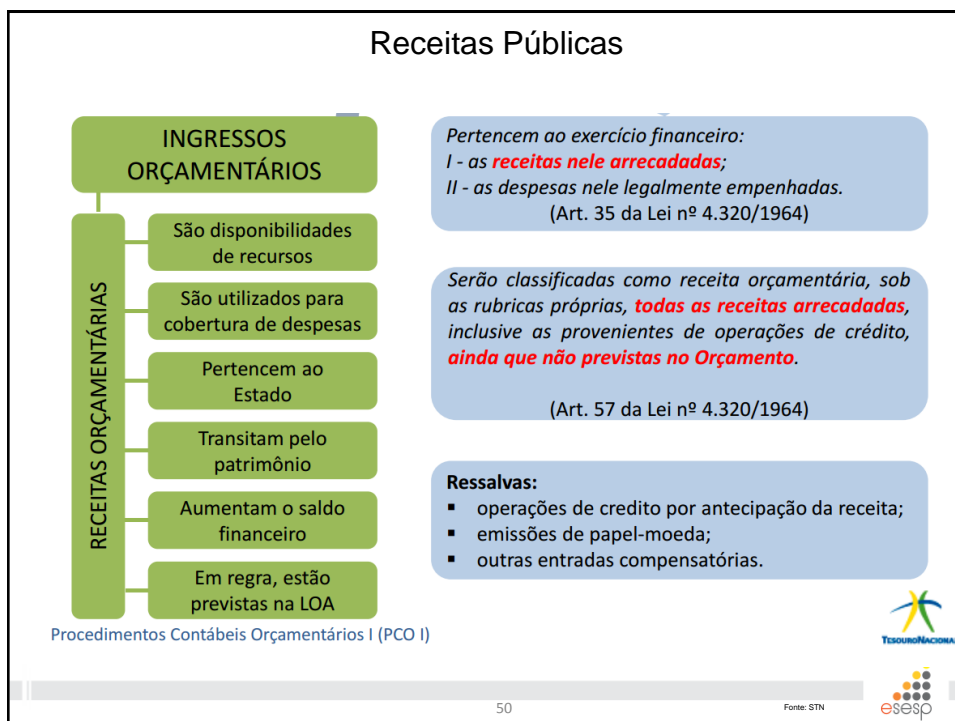 Receitas Públicas
INGRESSOS
ORÇAMENTÁRIOS
RECEITAS ORÇAMENTÁRIAS
São disponibilidades
de recursos
São utilizados para
cobertura de despesas
Pertencem ao
Estado
Transitam pelo
patrimônio
Aumentam o saldo
financeiro
Em regra, estão
previstas na LOA
Pertencem ao exercício financeiro:
I - as receitas nele arrecadadas;
II - as despesas nele legalmente empenhadas.
(Art. 35 da Lei nº 4.320/1964)
Serão classificadas como receita orçamentária, sob
as rubricas próprias, todas as receitas arrecadadas,
inclusive as provenientes de operações de crédito,
ainda que não previstas no Orçamento.
(Art. 57 da Lei nº 4.320/1964)
Ressalvas:
▪ operações de credito por antecipação da receita;
▪ emissões de papel-moeda;
▪ outras entradas compensatórias.
Procedimentos Contábeis Orçamentários I (PCO I)
TESOURONACIONAL
50
Fonte: STN
esesp